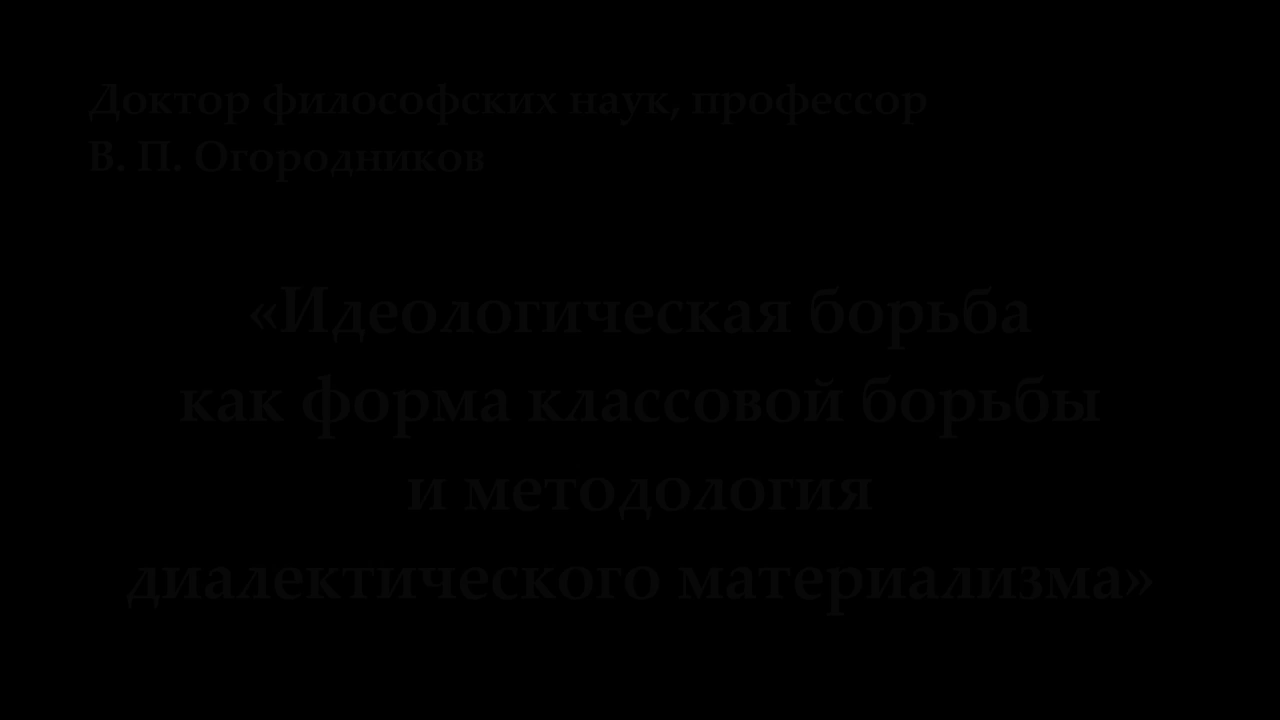 Доктор философских наук, профессор
В. П. Огородников
«Идеологическая борьба
как форма классовой борьбы
и методология
диалектического материализма»